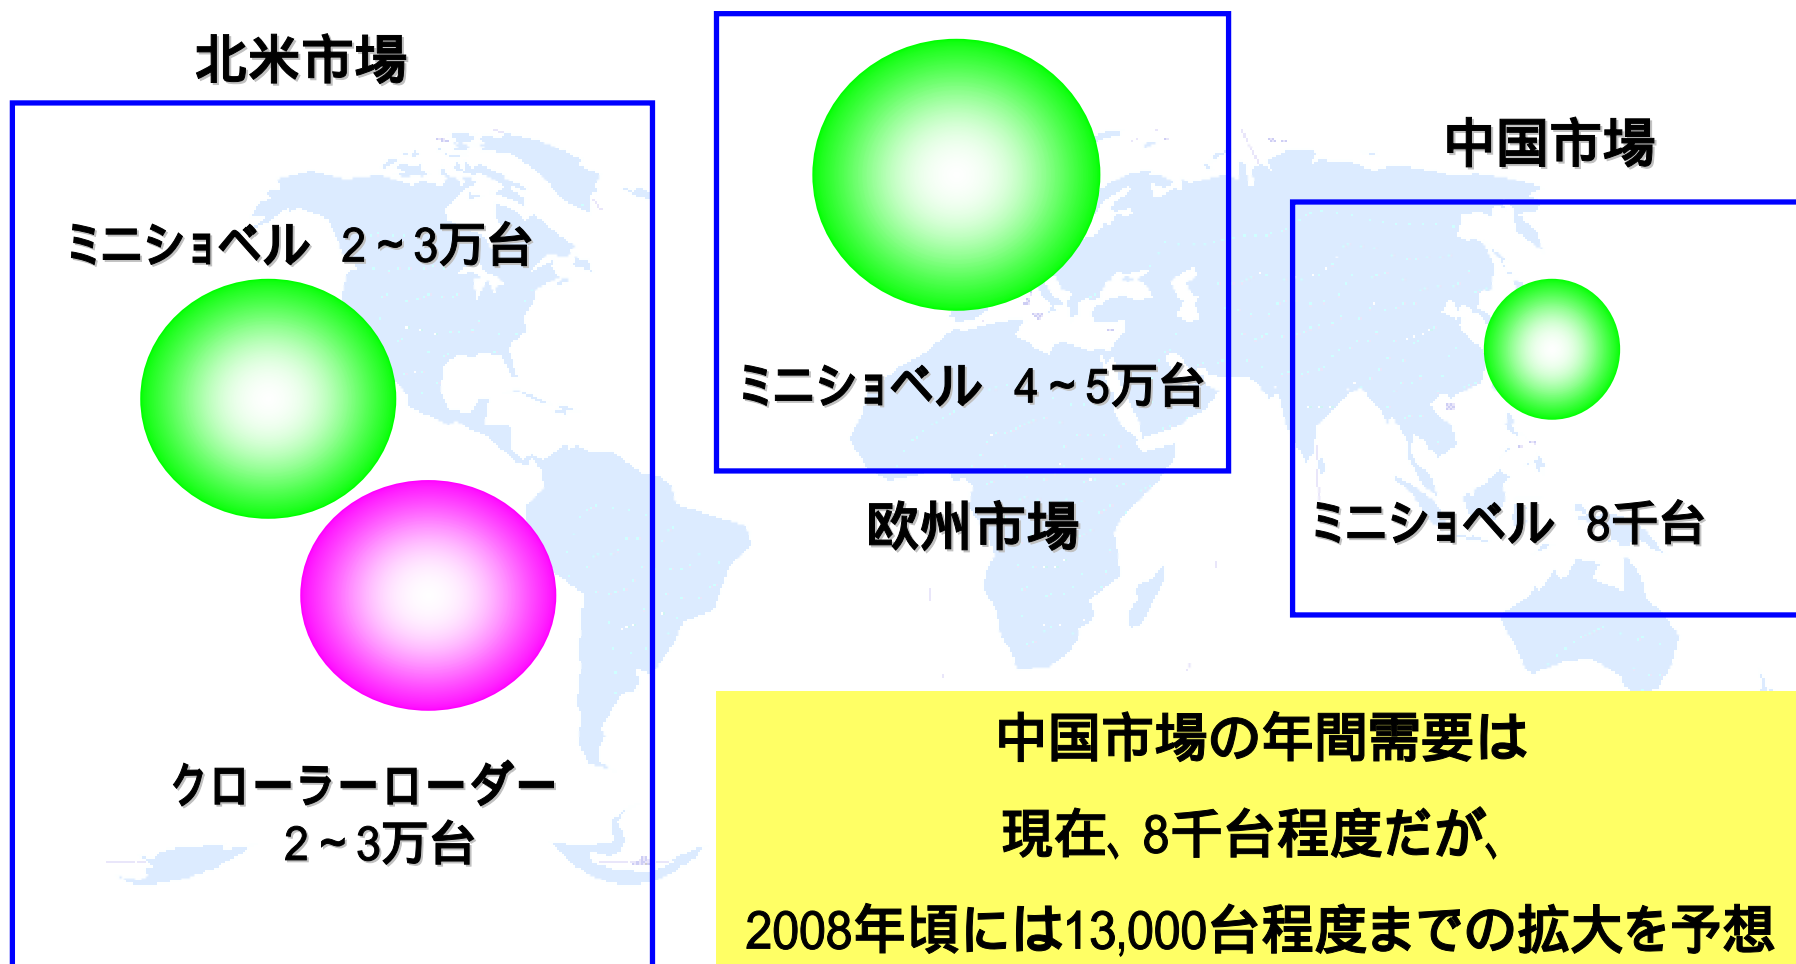 北米市場
ミニショベル 2~3万台
クローラーローダー
2~3万台
ミニショベル 4~5万台
欧州市場
中国市場
ミニショベル 8千台
中国市場の年間需要は
現在、8千台程度だが、
2008年頃には13,000台程度までの拡大を予想